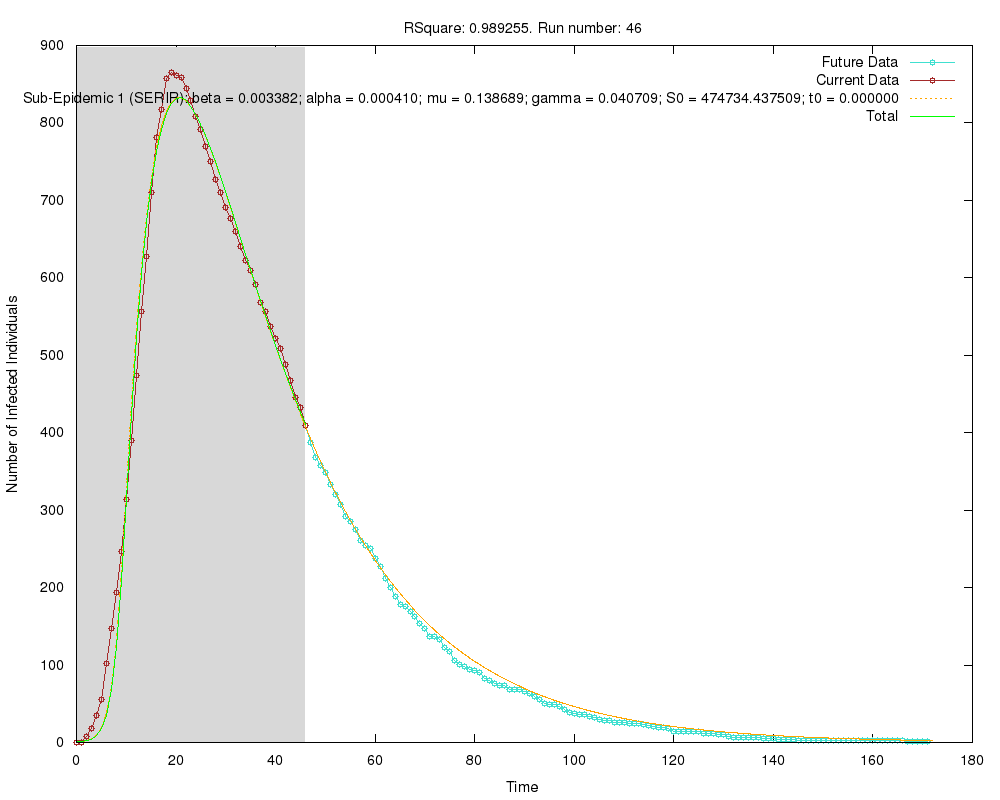 RSquare: 0.989255. Run number: 46
900
800
700
600
500
400
300
200
100
0
Number of Infected Individuals
Future Data
Current Data
Sub-Epidemic 1 (SERIR): beta = 0.003382; alpha = 0.000410; mu = 0.138689; gamma = 0.040709; S0 = 474734.437509; t0 = 0.000000
Total
0 20 40 60 80 100 120 140 160 180
Time